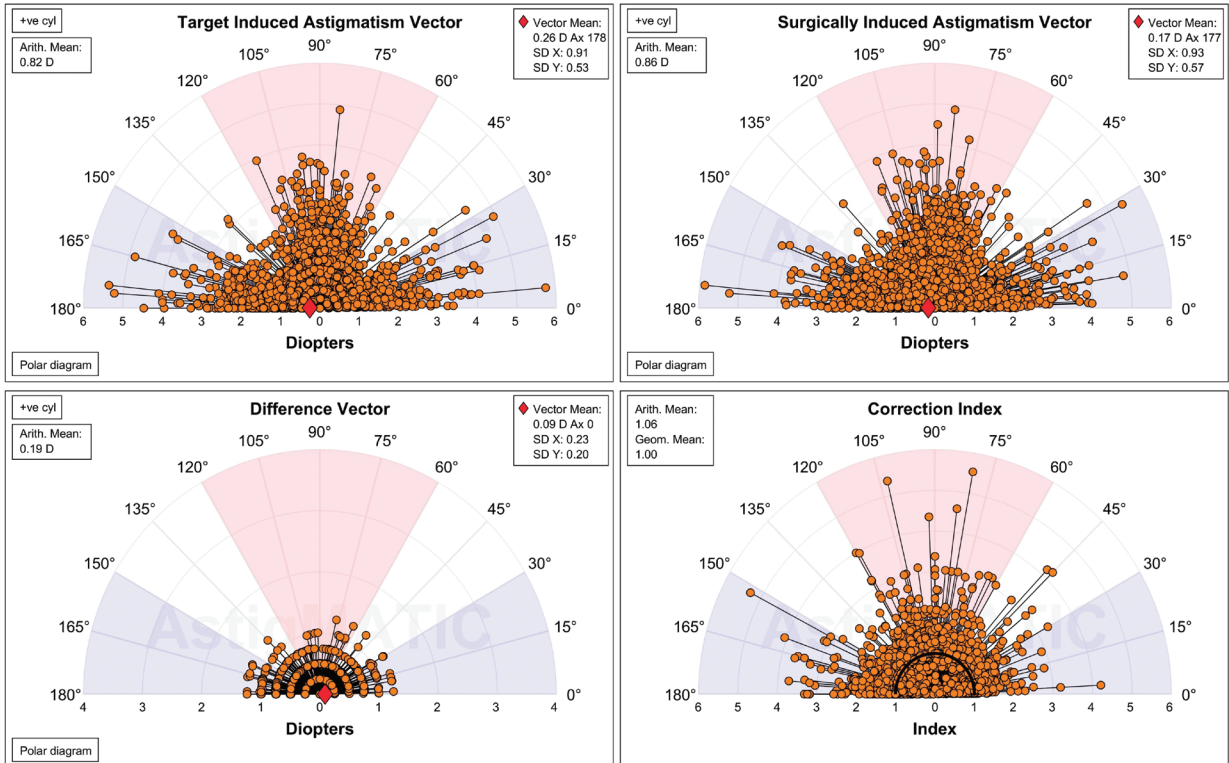 +ve cyl
Arith. Mean:
0.82 D
Target Induced Astigmatism Vector
Vector Mean:
0.26 D Ax 178
SD X: 0.91
SD Y: 0.53
90°
105°
75°
120°
60°
135°
45°
150°
30°
165°
15°
180°
0°
AstigMATIC
6 5 4 3 2 1 0 1 2 3 4 5 6
Diopters
Polar diagram
+ve cyl
Arith. Mean:
0.86 D
Surgically Induced Astigmatism Vector
Vector Mean:
0.17 D Ax 177
SD X: 0.93
SD Y: 0.57
90°
105°
75°
120°
60°
135°
45°
150°
30°
165°
15°
180°
0°
AstigMATIC
6 5 4 3 2 1 0 1 2 3 4 5 6
Diopters
Polar diagram
+ve cyl
Arith. Mean:
0.19 D
Difference Vector
Vector Mean:
0.09 D Ax 0
SD X: 0.23
SD Y: 0.20
90°
105°
75°
120°
60°
135°
45°
150°
30°
165°
15°
180°
0°
AstigMATIC
4 3 2 1 0 1 2 3 4
Diopters
Polar diagram
Arith. Mean:
1.06
Geom. Mean:
1.00
Correction Index
90°
105°
75°
120°
60°
135°
45°
150°
30°
165°
15°
180°
0°
AstigMATIC
6 5 4 3 2 1 0 1 2 3 4 5 6
Index